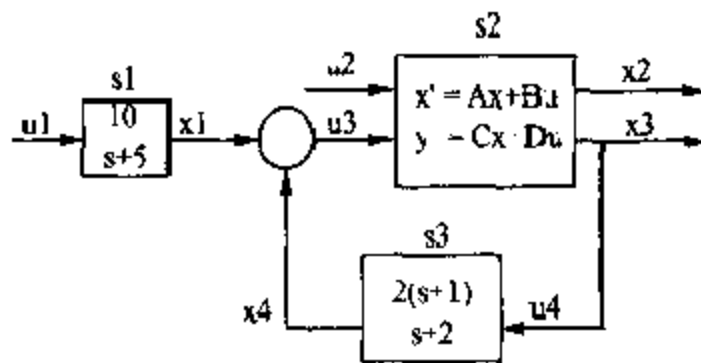 s2
s1
u2
x2
10
x' = Ax+Bu
u1
x1
u3
x3
s+5
y = Cx Du
s3
2(s+1)
x4
u4
s+2